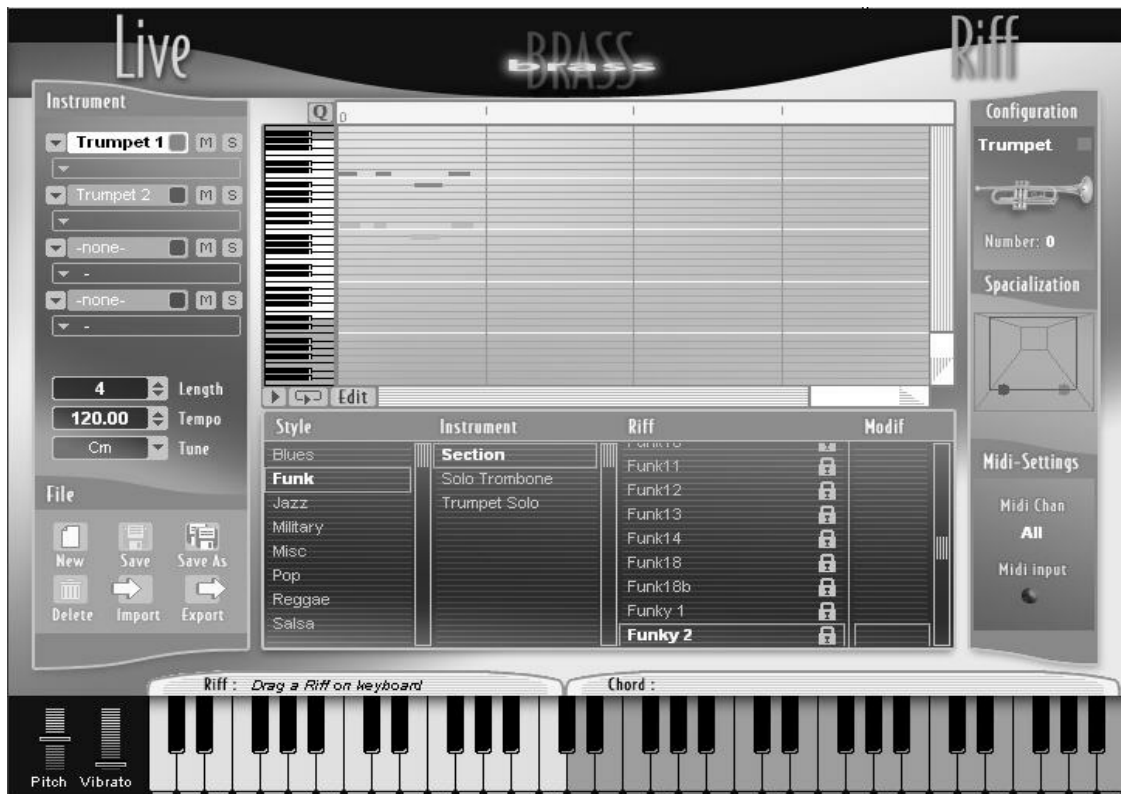 Live
BRASS
brass
Riff
Instrument
Trumpet 1 M S
Trumpet 2 M S
-none- M S
-
-none- M S
-
4 Length
120.00 Tempo
Cm Tune
File
New Save Save As
Delete Import Export
Q 0
Edit
Style Instrument Riff Modif
Blues
Funk
Jazz
Military
Misc
Pop
Reggae
Salsa
Section
Solo Trombone
Trumpet Solo
Funk11
Funk12
Funk13
Funk14
Funk18
Funk18b
Funky 1
Funky 2
Configuration
Trumpet
Number: 0
Spacialization
Midi-Settings
Midi Chan
All
Midi input
Riff : Drag a Riff on keyboard
Chord :
Pitch Vibrato